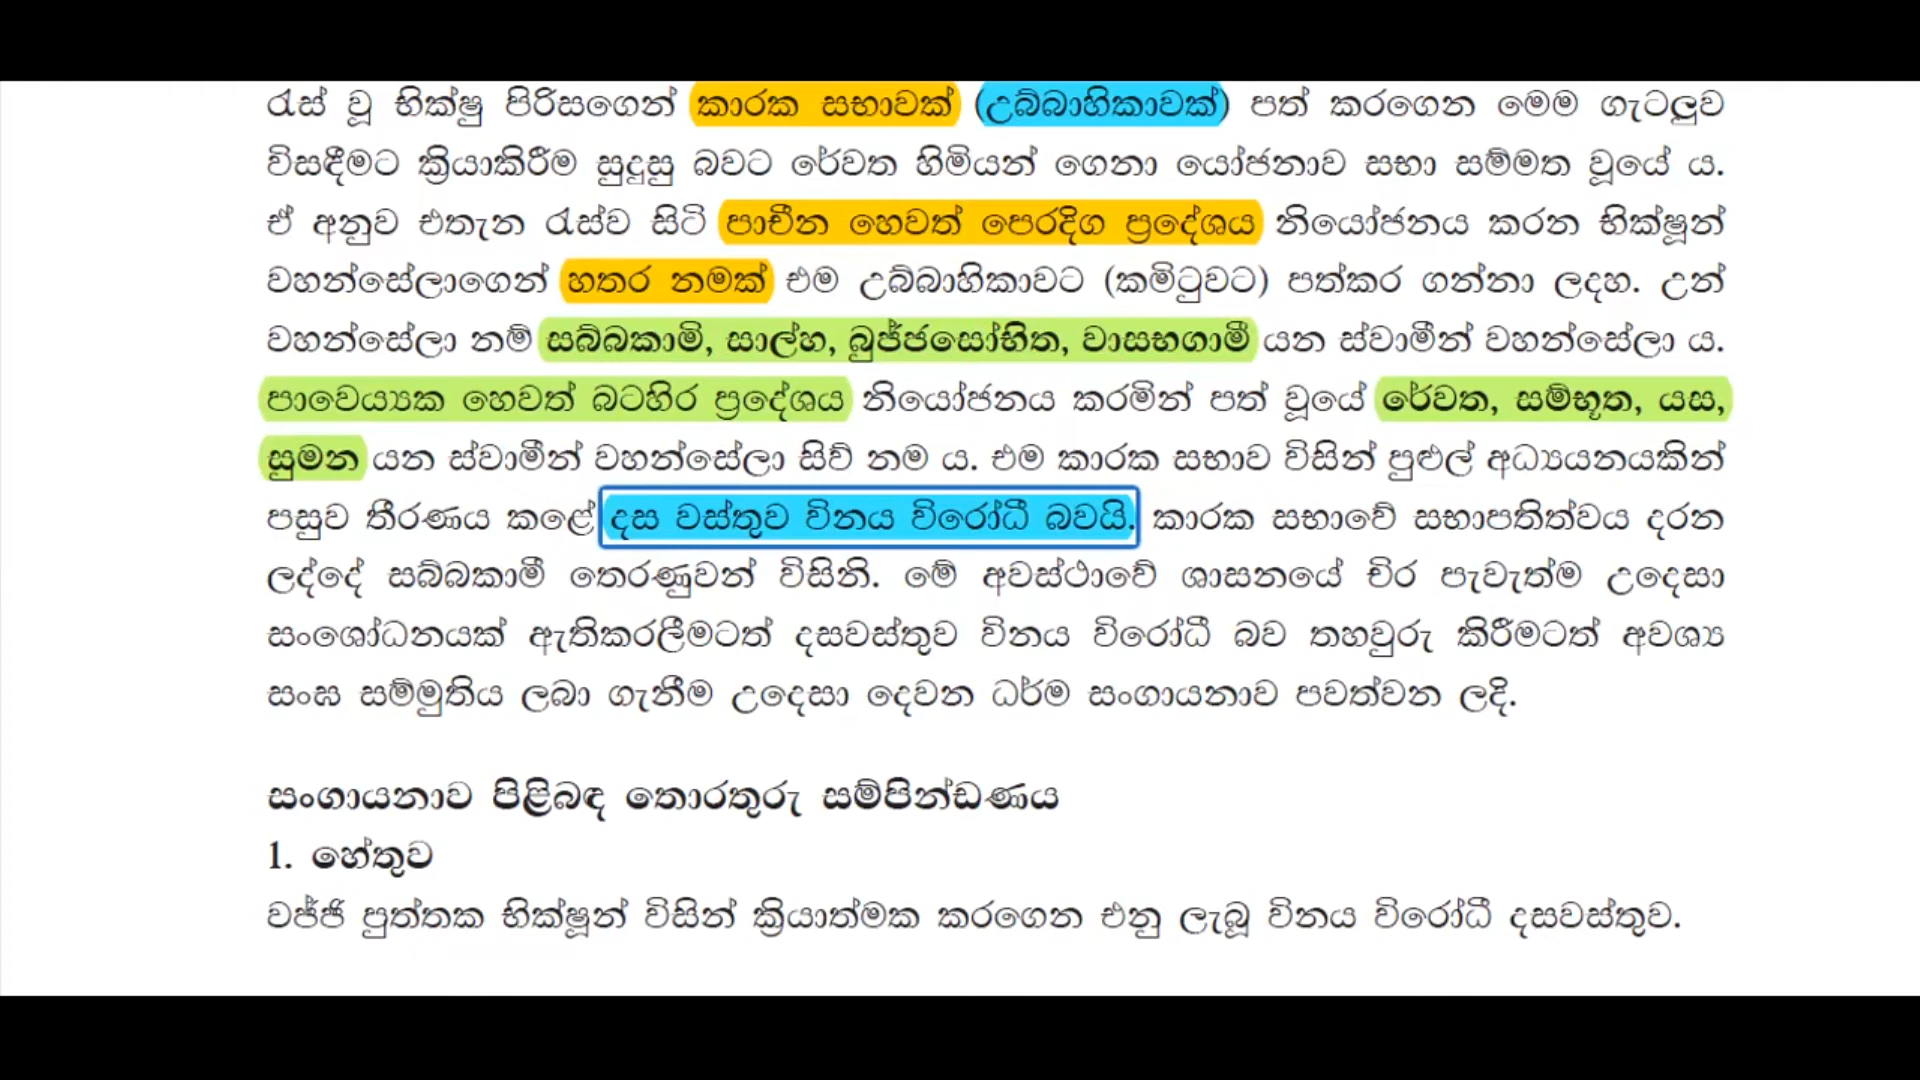 රැස් වූ භික්ෂු පිරිසගෙන් කාරක සභාවක් (උබ්බාහිකාවක්) පත් කරගෙන මෙම ගැටලුව
විසඳීමට ක්‍රියාකිරීම සුදුසු බවට රේවත හිමියන් ගෙනා යෝජනාව සභා සම්මත වූයේ ය.
ඒ අනුව එතැන රැස්ව සිටි පාචීන හෙවත් පෙරදිග ප්‍රදේශය නියෝජනය කරන භික්ෂූන්
වහන්සේලාගෙන් හතර නමක් එම උබ්බාහිකාවට (කමිටුවට) පත්කර ගන්නා ලදහ. උන්
වහන්සේලා නම් සබ්බකාමි, සාල්හ, බුජ්ජසෝභිත, වාසභගාමී යන ස්වාමීන් වහන්සේලා ය.
පාවෙය්‍යක හෙවත් බටහිර ප්‍රදේශය නියෝජනය කරමින් පත් වූයේ රේවත, සම්භූත, යස,
සුමන යන ස්වාමීන් වහන්සේලා සිව් නම ය. එම කාරක සභාව විසින් පුළුල් අධ්‍යයනයකින්
පසුව තීරණය කළේ දස වස්තුව විනය විරෝධී බවයි. කාරක සභාවේ සභාපතිත්වය දරන
ලද්දේ සබ්බකාමී තෙරණුවන් විසිනි. මේ අවස්ථාවේ ශාසනයේ චිර පැවැත්ම උදෙසා
සංශෝධනයක් ඇතිකරලීමටත් දසවස්තුව විනය විරෝධී බව තහවුරු කිරීමටත් අවශ්‍ය
සංඝ සම්මුතිය ලබා ගැනීම උදෙසා දෙවන ධර්ම සංගායනාව පවත්වන ලදි.
සංගායනාව පිළිබඳ තොරතුරු සම්පින්ඩණය
1. හේතුව
වජ්ජි පුත්තක භික්ෂූන් විසින් ක්‍රියාත්මක කරගෙන එනු ලැබූ විනය විරෝධී දසවස්තුව.